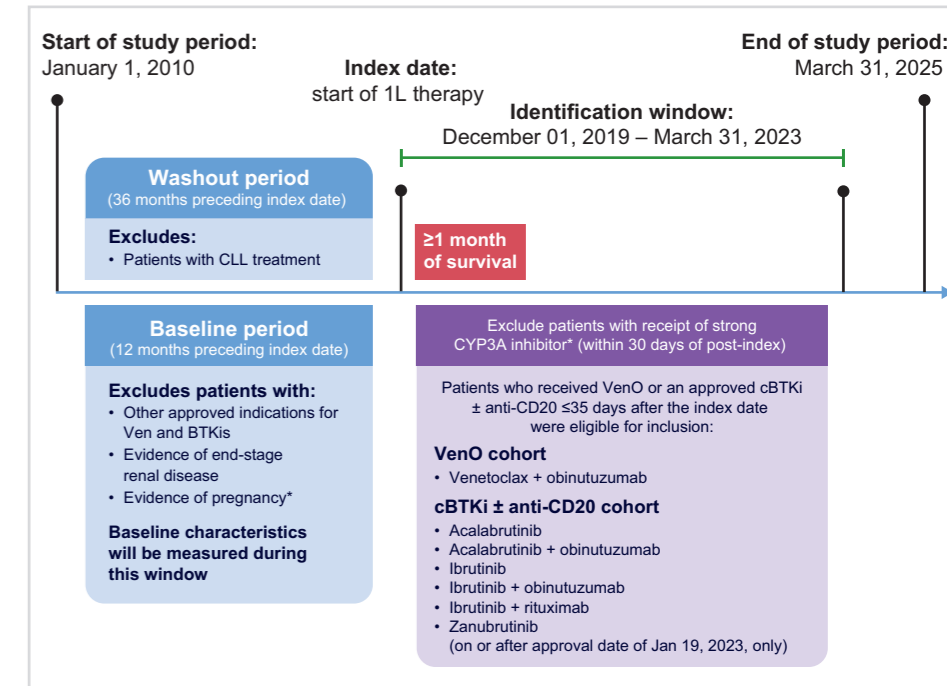 Start of study period:
January 1, 2010
Index date:
start of 1L therapy
Identification window:
December 01, 2019 – March 31, 2023
End of study period:
March 31, 2025
Washout period
(36 months preceding index date)
Excludes:
• Patients with CLL treatment
≥1 month
of survival
Baseline period
(12 months preceding index date)
Excludes patients with:
• Other approved indications for
Ven and BTKis
• Evidence of end-stage
renal disease
• Evidence of pregnancy*
Baseline characteristics
will be measured during
this window
Exclude patients with receipt of strong
CYP3A inhibitor* (within 30 days of post-index)
Patients who received VenO or an approved cBTKi
± anti-CD20 ≤35 days after the index date
were eligible for inclusion:
VenO cohort
• Venetoclax + obinutuzumab
cBTKi ± anti-CD20 cohort
• Acalabrutinib
• Acalabrutinib + obinutuzumab
• Ibrutinib
• Ibrutinib + obinutuzumab
• Ibrutinib + rituximab
• Zanubrutinib
(on or after approval date of Jan 19, 2023, only)